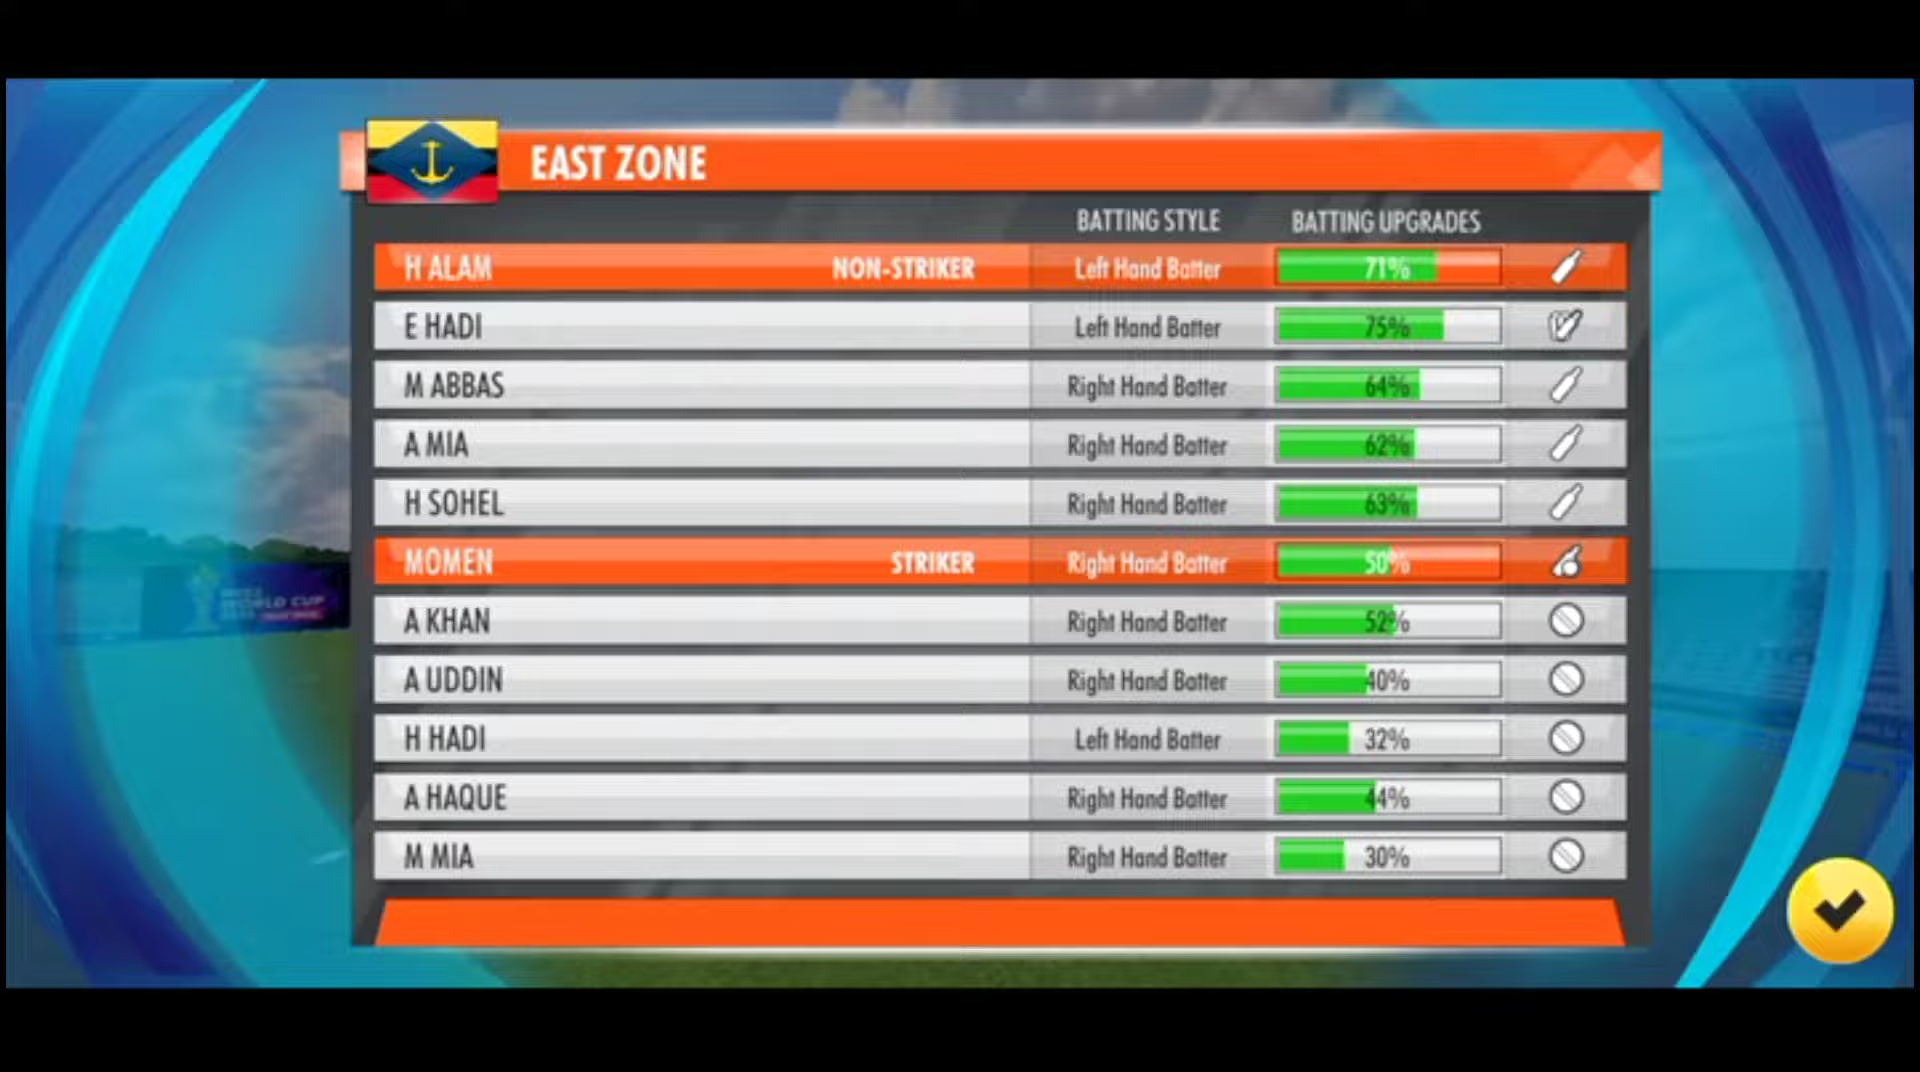 EAST ZONE
BATTING STYLE BATTING UPGRADES
H ALAM NON-STRIKER Left Hand Batter 71%
E HADI Left Hand Batter 75%
M ABBAS Right Hand Batter 64%
A MIA Right Hand Batter 62%
H SOHEL Right Hand Batter 63%
MOMEN STRIKER Right Hand Batter 50%
A KHAN Right Hand Batter 52%
A UDDIN Right Hand Batter 40%
H HADI Left Hand Batter 32%
A HAQUE Right Hand Batter 44%
M MIA Right Hand Batter 30%
WORLD CUP